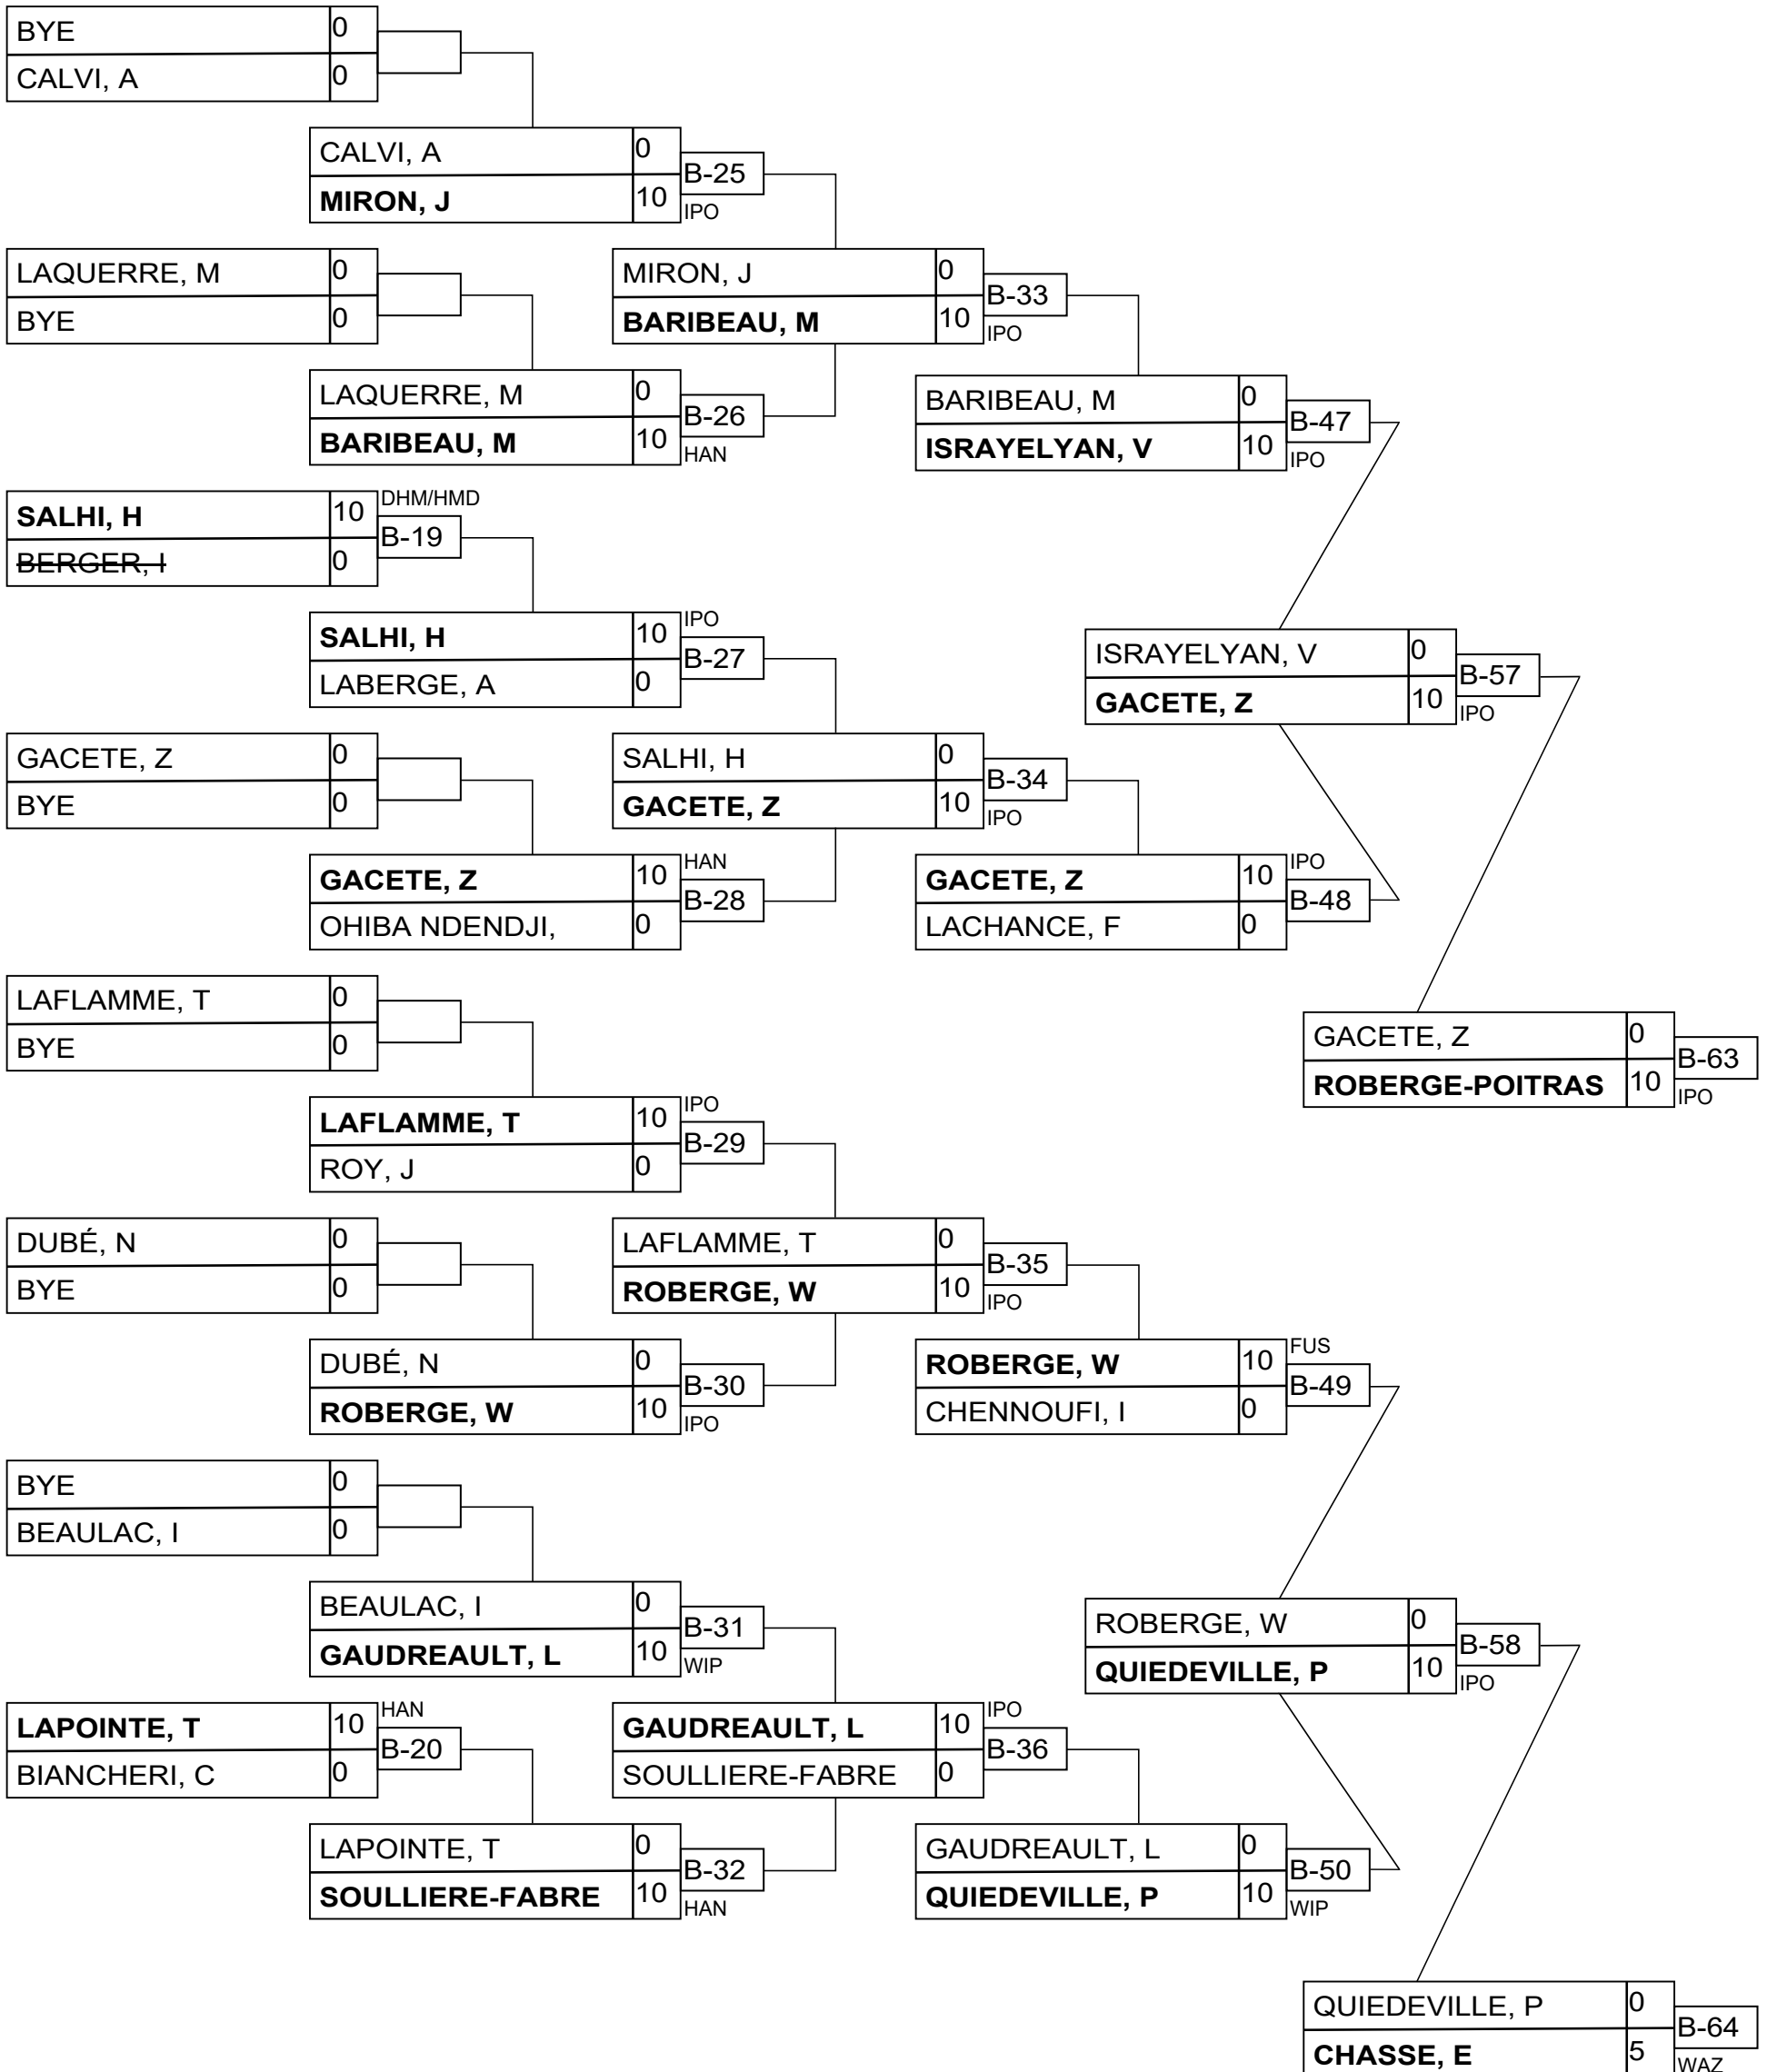 BYE 0
CALVI, A 0
CALVI, A 0
B-25
MIRON, J 10
IPO
LAQUERRE, M 0
BYE 0
MIRON, J 0
B-33
BARIBEAU, M 10
IPO
LAQUERRE, M 0
B-26
BARIBEAU, M 10
HAN
BARIBEAU, M 0
B-47
ISRAYELYAN, V 10
IPO
SALHI, H 10
DHM/HMD
B-19
BERGER, I 0
SALHI, H 10
IPO
B-27
LABERGE, A 0
ISRAYELYAN, V 0
B-57
GACETE, Z 10
IPO
GACETE, Z 0
BYE 0
SALHI, H 0
B-34
GACETE, Z 10
IPO
GACETE, Z 10
HAN
B-28
OHIBA NDENDJI, 0
GACETE, Z 10
IPO
B-48
LACHANCE, F 0
LAFLAMME, T 0
BYE 0
GACETE, Z 0
B-63
ROBERGE-POITRAS 10
IPO
LAFLAMME, T 10
IPO
B-29
ROY, J 0
DUBÉ, N 0
BYE 0
LAFLAMME, T 0
B-35
ROBERGE, W 10
IPO
DUBÉ, N 0
B-30
ROBERGE, W 10
IPO
ROBERGE, W 10
FUS
B-49
CHENNOUFI, I 0
BYE 0
BEAULAC, I 0
BEAULAC, I 0
B-31
GAUDREAULT, L 10
WIP
ROBERGE, W 0
B-58
QUIEDEVILLE, P 10
IPO
LAPOINTE, T 10
HAN
B-20
BIANCHERI, C 0
GAUDREAULT, L 10
IPO
B-36
SOULLIERE-FABRE 0
LAPOINTE, T 0
B-32
SOULLIERE-FABRE 10
HAN
GAUDREAULT, L 0
B-50
QUIEDEVILLE, P 10
WIP
QUIEDEVILLE, P 0
B-64
CHASSE, E 5
WAZ